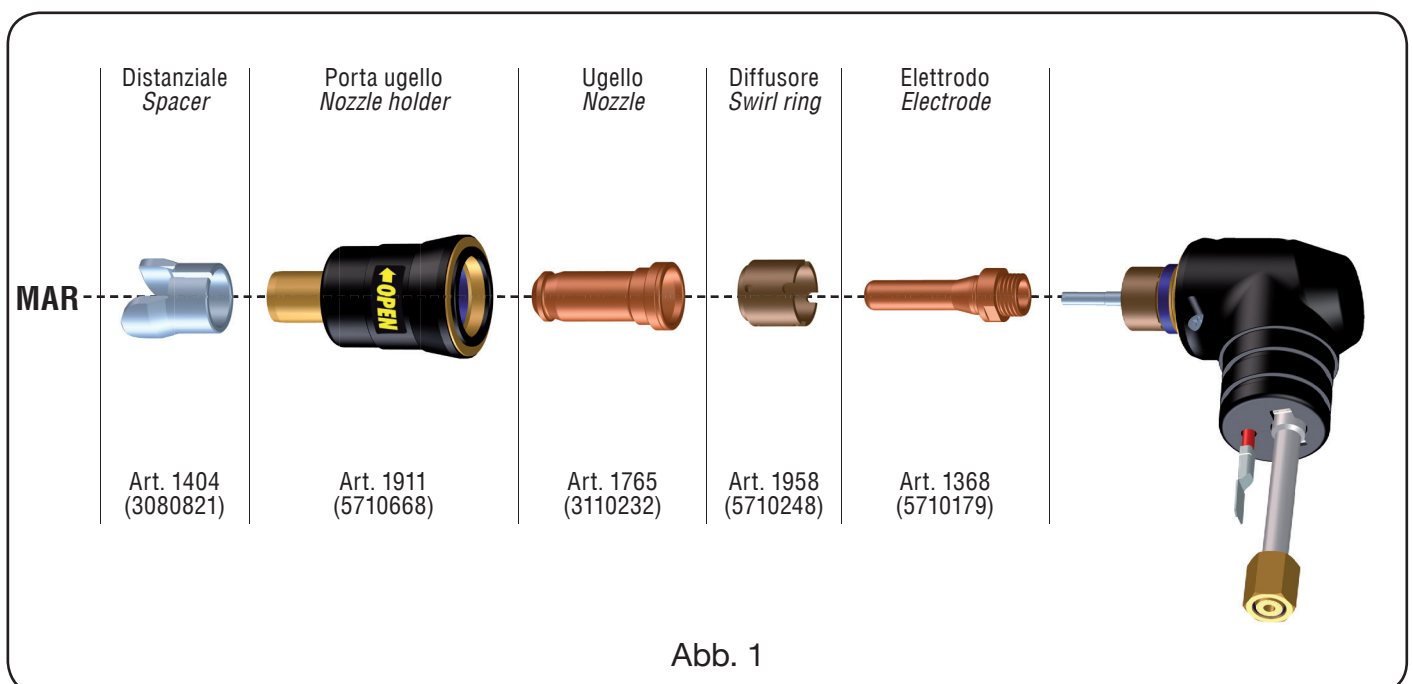 Distanziale
Spacer
Porta ugello
Nozzle holder
Ugello
Nozzle
Diffusore
Swirl ring
Elettrodo
Electrode
MAR
OPEN
Art. 1404
(3080821)
Art. 1911
(5710668)
Art. 1765
(3110232)
Art. 1958
(5710248)
Art. 1368
(5710179)
Abb. 1